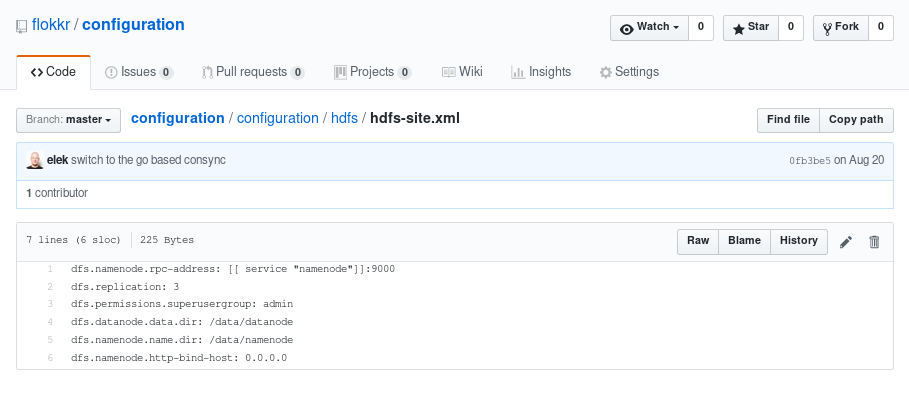 flokkr / configuration
Watch 0 Star 0 Fork 0
Code Issues 0 Pull requests 0 Projects 0 Wiki Insights Settings
Branch: master configuration / configuration / hdfs / hdfs-site.xml Find file Copy path
elek switch to the go based consync 0fb3be5 on Aug 20
1 contributor
7 lines (6 sloc) 225 Bytes Raw Blame History
1 dfs.namenode.rpc-address: [[ service "namenode"]]:9000
2 dfs.replication: 3
3 dfs.permissions.superusergroup: admin
4 dfs.datanode.data.dir: /data/datanode
5 dfs.namenode.name.dir: /data/namenode
6 dfs.namenode.http-bind-host: 0.0.0.0